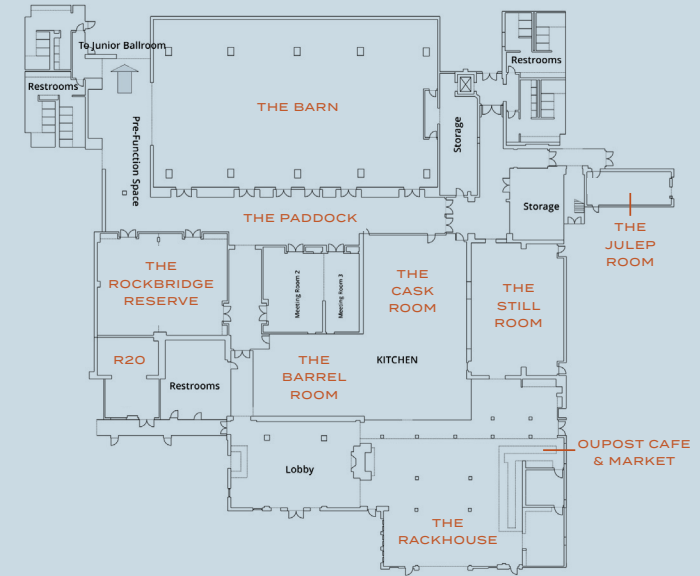 To Junior Ballroom
Restrooms
Restrooms
THE BARN
Pre-Function Space
Storage
Storage
THE PADDOCK
THE
JULEP
ROOM
THE
ROCKBRIDGE
RESERVE
Meeting Room 2
Meeting Room 3
THE
CASK
ROOM
THE
STILL
ROOM
R20
Restrooms
THE
BARREL
ROOM
KITCHEN
OUPOST CAFE
& MARKET
Lobby
THE
RACKHOUSE